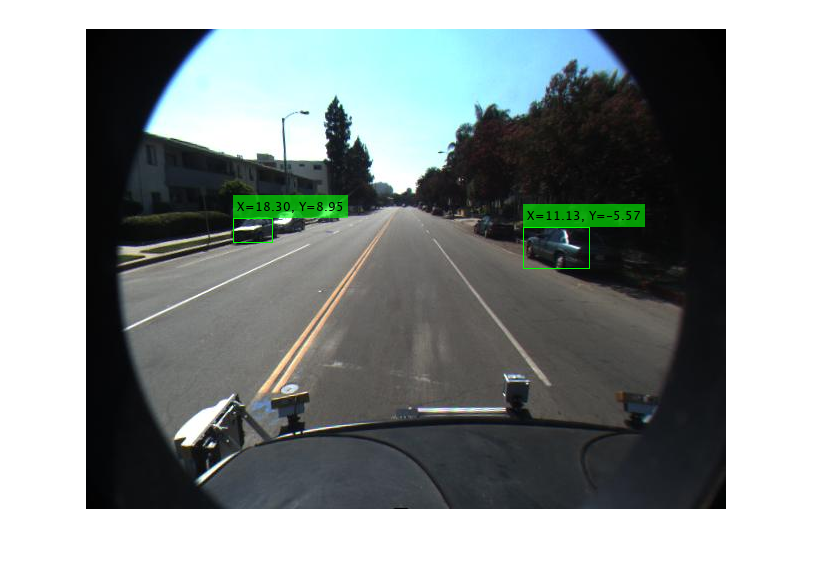 X=18.30, Y=8.95
X=11.13, Y=−5.57